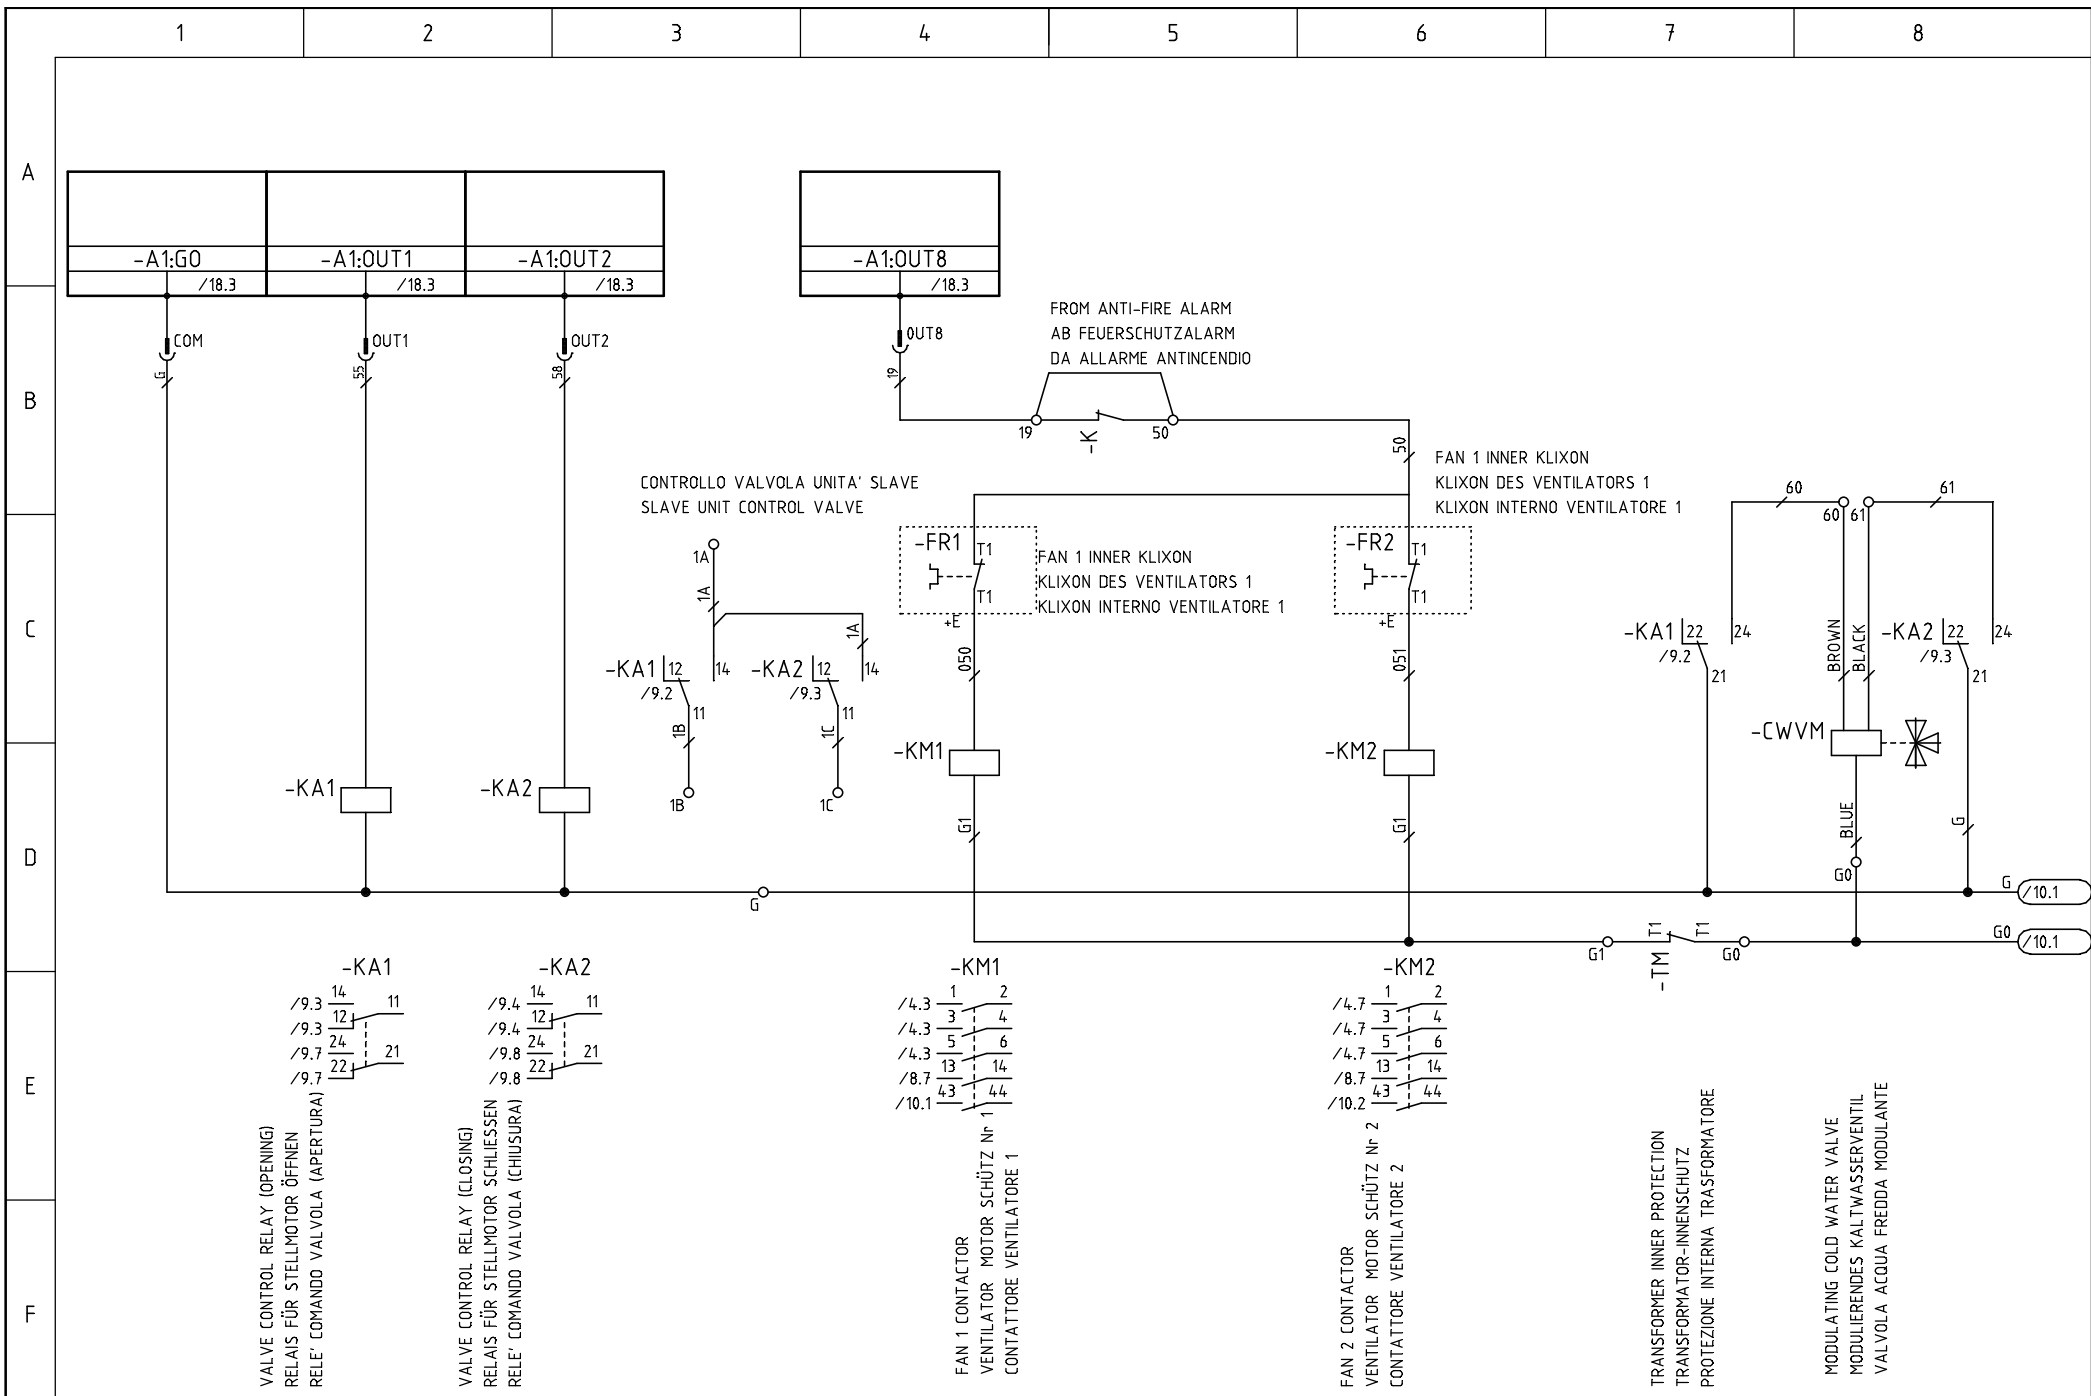 1 2 3 4 5 6 7 8
A
-A1:G0 -A1:OUT1 -A1:OUT2 -A1:OUT8
/18.3 /18.3 /18.3 /18.3
COM OUT1 OUT2 OUT8
G 55 58 19
B
FROM ANTI-FIRE ALARM
AB FEUERSCHUTZALARM
DA ALLARME ANTINCENDIO
19 -K 50
50
FAN 1 INNER KLIXON
KLIXON DES VENTILATORS 1
KLIXON INTERNO VENTILATORE 1
CONTROLLO VALVOLA UNITA' SLAVE
SLAVE UNIT CONTROL VALVE
60 61
60 61
C
1A
1A
1A
-FR1 T1
T1
+E
FAN 1 INNER KLIXON
KLIXON DES VENTILATORS 1
KLIXON INTERNO VENTILATORE 1
-FR2 T1
T1
+E
-KA1 12 14
/9.2
11
1B
1B
-KA2 12 14
/9.3
11
1C
1C
050
051
-KM1
-KM2
G1
G1
-KA1 22 24
/9.2
21
BROWN
BLACK
-KA2 22 24
/9.3
21
-CWVM
BLUE
G
G0
D
-KA1
-KA2
G
G /10.1
G1 T1 -TM T1 G0
G0 /10.1
E
-KA1
/9.3 14 11
/9.3 12
/9.7 24 21
/9.7 22
-KA2
/9.4 14 11
/9.4 12
/9.8 24 21
/9.8 22
-KM1
/4.3 1 2
/4.3 3 4
/4.3 5 6
/8.7 13 14
/10.1 43 44
-KM2
/4.7 1 2
/4.7 3 4
/4.7 5 6
/8.7 13 14
/10.2 43 44
F
VALVE CONTROL RELAY (OPENING)
RELAIS FÜR STELLMOTOR ÖFFNEN
RELE' COMANDO VALVOLA (APERTURA)
VALVE CONTROL RELAY (CLOSING)
RELAIS FÜR STELLMOTOR SCHLIESSEN
RELE' COMANDO VALVOLA (CHIUSURA)
FAN 1 CONTACTOR
VENTILATOR MOTOR SCHÜTZ Nr 1
CONTATTORE VENTILATORE 1
FAN 2 CONTACTOR
VENTILATOR MOTOR SCHÜTZ Nr 2
CONTATTORE VENTILATORE 2
TRANSFORMER INNER PROTECTION
TRANSFORMATOR-INNENSCHUTZ
PROTEZIONE INTERNA TRASFORMATORE
MODULATING COLD WATER VALVE
MODULIERENDES KALTWASSERVENTIL
VALVOLA ACQUA FREDDA MODULANTE